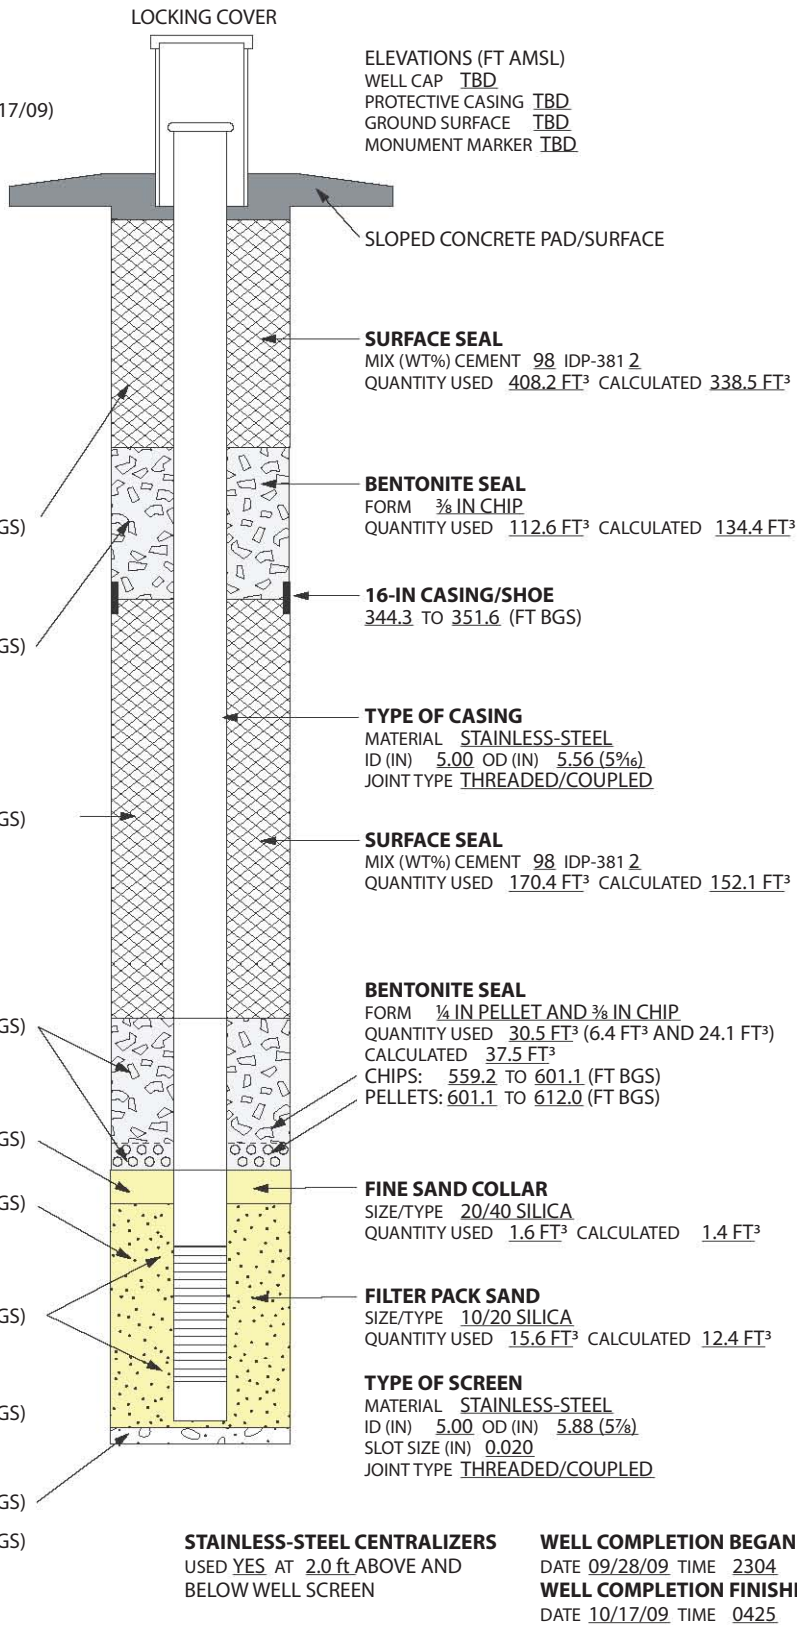 LOCKING COVER
17/09)
ELEVATIONS (FT AMSL)
WELL CAP TBD
PROTECTIVE CASING TBD
GROUND SURFACE TBD
MONUMENT MARKER TBD
SLOPED CONCRETE PAD/SURFACE
SURFACE SEAL
MIX (WT%) CEMENT 98 IDP-381 2
QUANTITY USED 408.2 FT³ CALCULATED 338.5 FT³
BENTONITE SEAL
FORM ⅜ IN CHIP
GS)
QUANTITY USED 112.6 FT³ CALCULATED 134.4 FT³
16-IN CASING/SHOE
344.3 TO 351.6 (FT BGS)
GS)
TYPE OF CASING
MATERIAL STAINLESS-STEEL
ID (IN) 5.00 OD (IN) 5.56 (5⁹⁄₁₆)
JOINT TYPE THREADED/COUPLED
GS)
SURFACE SEAL
MIX (WT%) CEMENT 98 IDP-381 2
QUANTITY USED 170.4 FT³ CALCULATED 152.1 FT³
BENTONITE SEAL
FORM ¼ IN PELLET AND ⅜ IN CHIP
GS)
QUANTITY USED 30.5 FT³ (6.4 FT³ AND 24.1 FT³)
CALCULATED 37.5 FT³
CHIPS: 559.2 TO 601.1 (FT BGS)
PELLETS: 601.1 TO 612.0 (FT BGS)
GS)
FINE SAND COLLAR
GS)
SIZE/TYPE 20/40 SILICA
QUANTITY USED 1.6 FT³ CALCULATED 1.4 FT³
FILTER PACK SAND
GS)
SIZE/TYPE 10/20 SILICA
QUANTITY USED 15.6 FT³ CALCULATED 12.4 FT³
TYPE OF SCREEN
MATERIAL STAINLESS-STEEL
GS)
ID (IN) 5.00 OD (IN) 5.88 (5⅞)
SLOT SIZE (IN) 0.020
JOINT TYPE THREADED/COUPLED
GS)
GS)
STAINLESS-STEEL CENTRALIZERS
USED YES AT 2.0 ft ABOVE AND
BELOW WELL SCREEN
WELL COMPLETION BEGAN
DATE 09/28/09 TIME 2304
WELL COMPLETION FINISH
DATE 10/17/09 TIME 0425